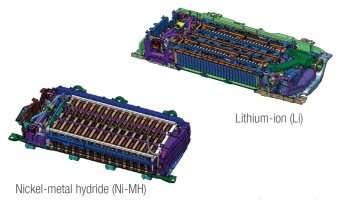 Lithium-ion (Li)
Nickel-metal hydride (Ni-MH)